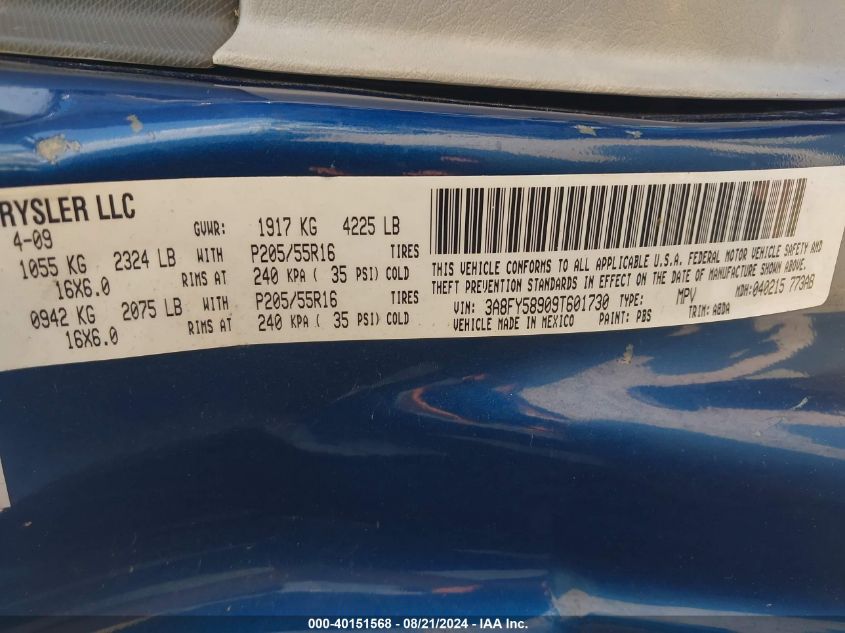 RYSLER LLC
4-09
GVWR: 1917 KG 4225 LB
1055 KG 2324 LB WITH P205/55R16 TIRES
16X6.0 RIMS AT 240 KPA ( 35 PSI) COLD
0942 KG 2075 LB WITH P205/55R16 TIRES
16X6.0 RIMS AT 240 KPA ( 35 PSI) COLD
THIS VEHICLE CONFORMS TO ALL APPLICABLE U.S.A. FEDERAL MOTOR VEHICLE SAFETY AND
THEFT PREVENTION STANDARDS IN EFFECT ON THE DATE OF MANUFACTURE SHOWN ABOVE.
VIN: 3A8FY58909T601730 TYPE: MPV MDH:040215 773AB
VEHICLE MADE IN MEXICO PAINT: PBS TRIM: ABDA
000-40151568 - 08/21/2024 - IAA Inc.